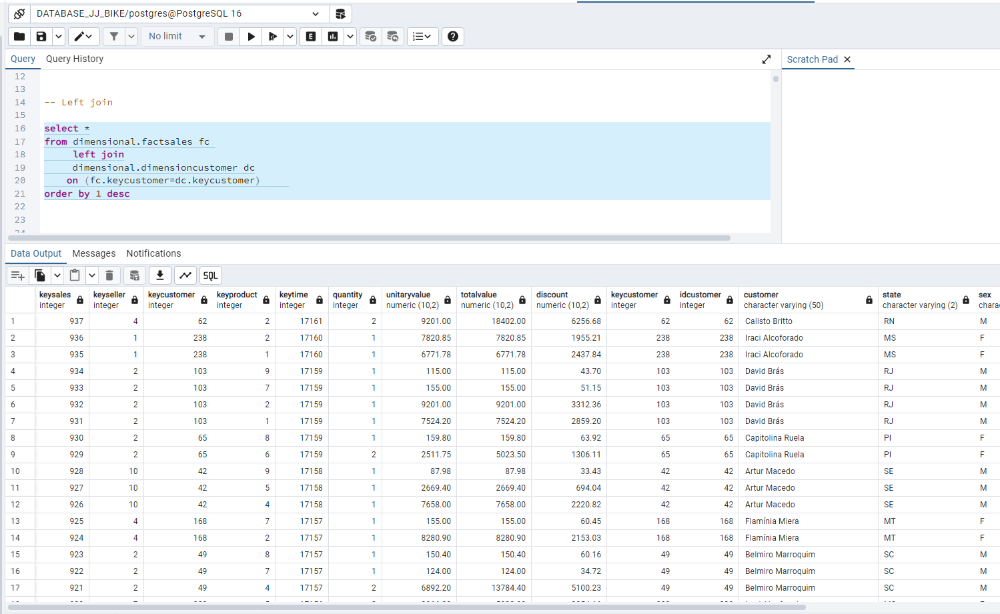 DATABASE_JJ_BIKE/postgres@PostgreSQL 16
No limit
E
Query Query History
Scratch Pad
12
13
14 -- Left join
15
16 select *
17 from dimensional.factsales fc
18 left join
19 dimensional.dimensioncustomer dc
20 on (fc.keycustomer=dc.keycustomer)
21 order by 1 desc
22
23
24
Data Output Messages Notifications
SQL
keysales keyseller keycustomer keyproduct keytime quantity unitaryvalue totalvalue discount keycustomer idcustomer customer state sex
integer integer integer integer integer integer numeric (10,2) numeric (10,2) numeric (10,2) integer integer character varying (50) character varying (2) charac
1 937 4 62 2 17161 2 9201.00 18402.00 6256.68 62 62 Calisto Britto RN M
2 936 1 238 2 17160 1 7820.85 7820.85 1955.21 238 238 Iraci Alcoforado MS F
3 935 1 238 1 17160 1 6771.78 6771.78 2437.84 238 238 Iraci Alcoforado MS F
4 934 2 103 9 17159 1 115.00 115.00 43.70 103 103 David Brás RJ M
5 933 2 103 7 17159 1 155.00 155.00 51.15 103 103 David Brás RJ M
6 932 2 103 2 17159 1 9201.00 9201.00 3312.36 103 103 David Brás RJ M
7 931 2 103 1 17159 1 7524.20 7524.20 2859.20 103 103 David Brás RJ M
8 930 2 65 8 17159 1 159.80 159.80 63.92 65 65 Capitolina Ruela PI F
9 929 2 65 6 17159 2 2511.75 5023.50 1306.11 65 65 Capitolina Ruela PI F
10 928 10 42 9 17158 1 87.98 87.98 33.43 42 42 Artur Macedo SE M
11 927 10 42 5 17158 1 2669.40 2669.40 694.04 42 42 Artur Macedo SE M
12 926 10 42 4 17158 1 7658.00 7658.00 2220.82 42 42 Artur Macedo SE M
13 925 4 168 7 17157 1 155.00 155.00 60.45 168 168 Flamínia Miera MT F
14 924 4 168 2 17157 1 8280.90 8280.90 2153.03 168 168 Flamínia Miera MT F
15 923 2 49 8 17157 1 150.40 150.40 60.16 49 49 Belmiro Marroquim SC M
16 922 2 49 7 17157 1 124.00 124.00 34.72 49 49 Belmiro Marroquim SC M
17 921 2 49 4 17157 2 6892.20 13784.40 5100.23 49 49 Belmiro Marroquim SC M